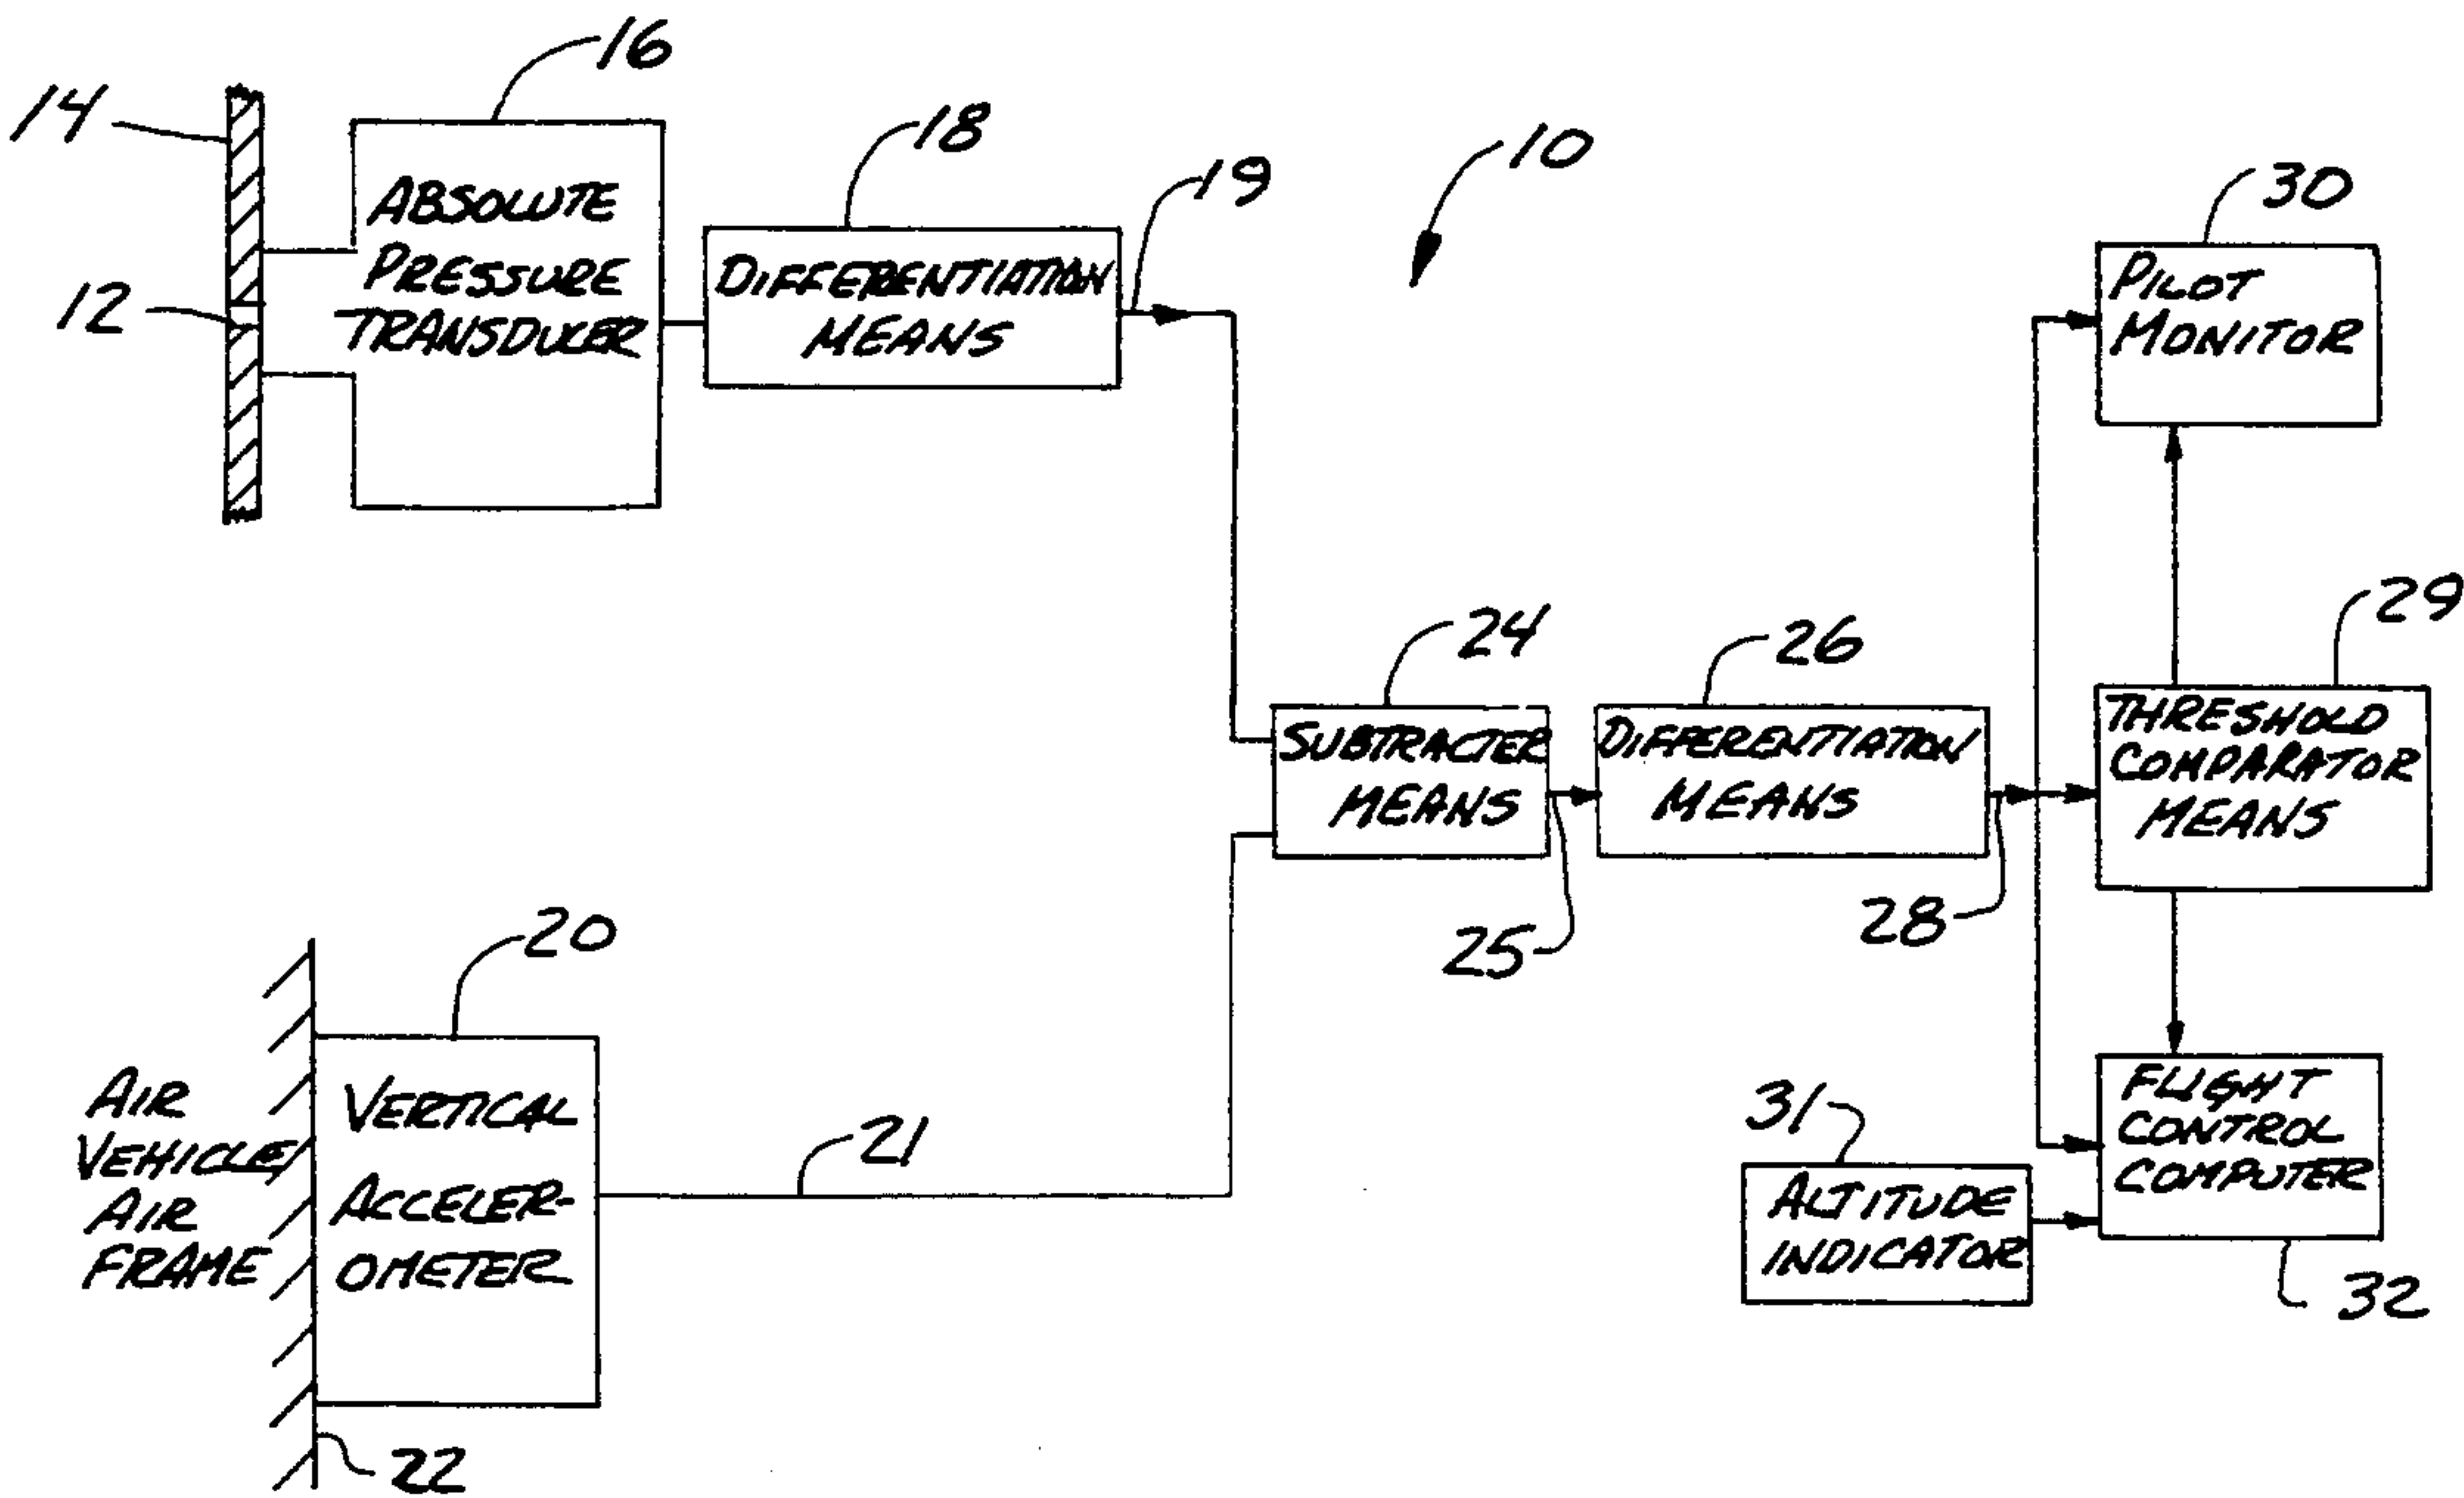 16
14
18
10
19
30
ABSOLUTE
PRESSURE
TRANSDUCER
12
DIFFERENTIATION
MEANS
PILOT
MONITOR
29
24
26
SUBTRACTER
MEANS
DIFFERENTIATION
MEANS
THRESHOLD
COMPARATOR
MEANS
25
28
20
AIR
VEHICLE
AIR
FRAME
VERTICAL
ACCELER-
OMETER
21
31
ALTITUDE
INDICATOR
FLIGHT
CONTROL
COMPUTER
32
22